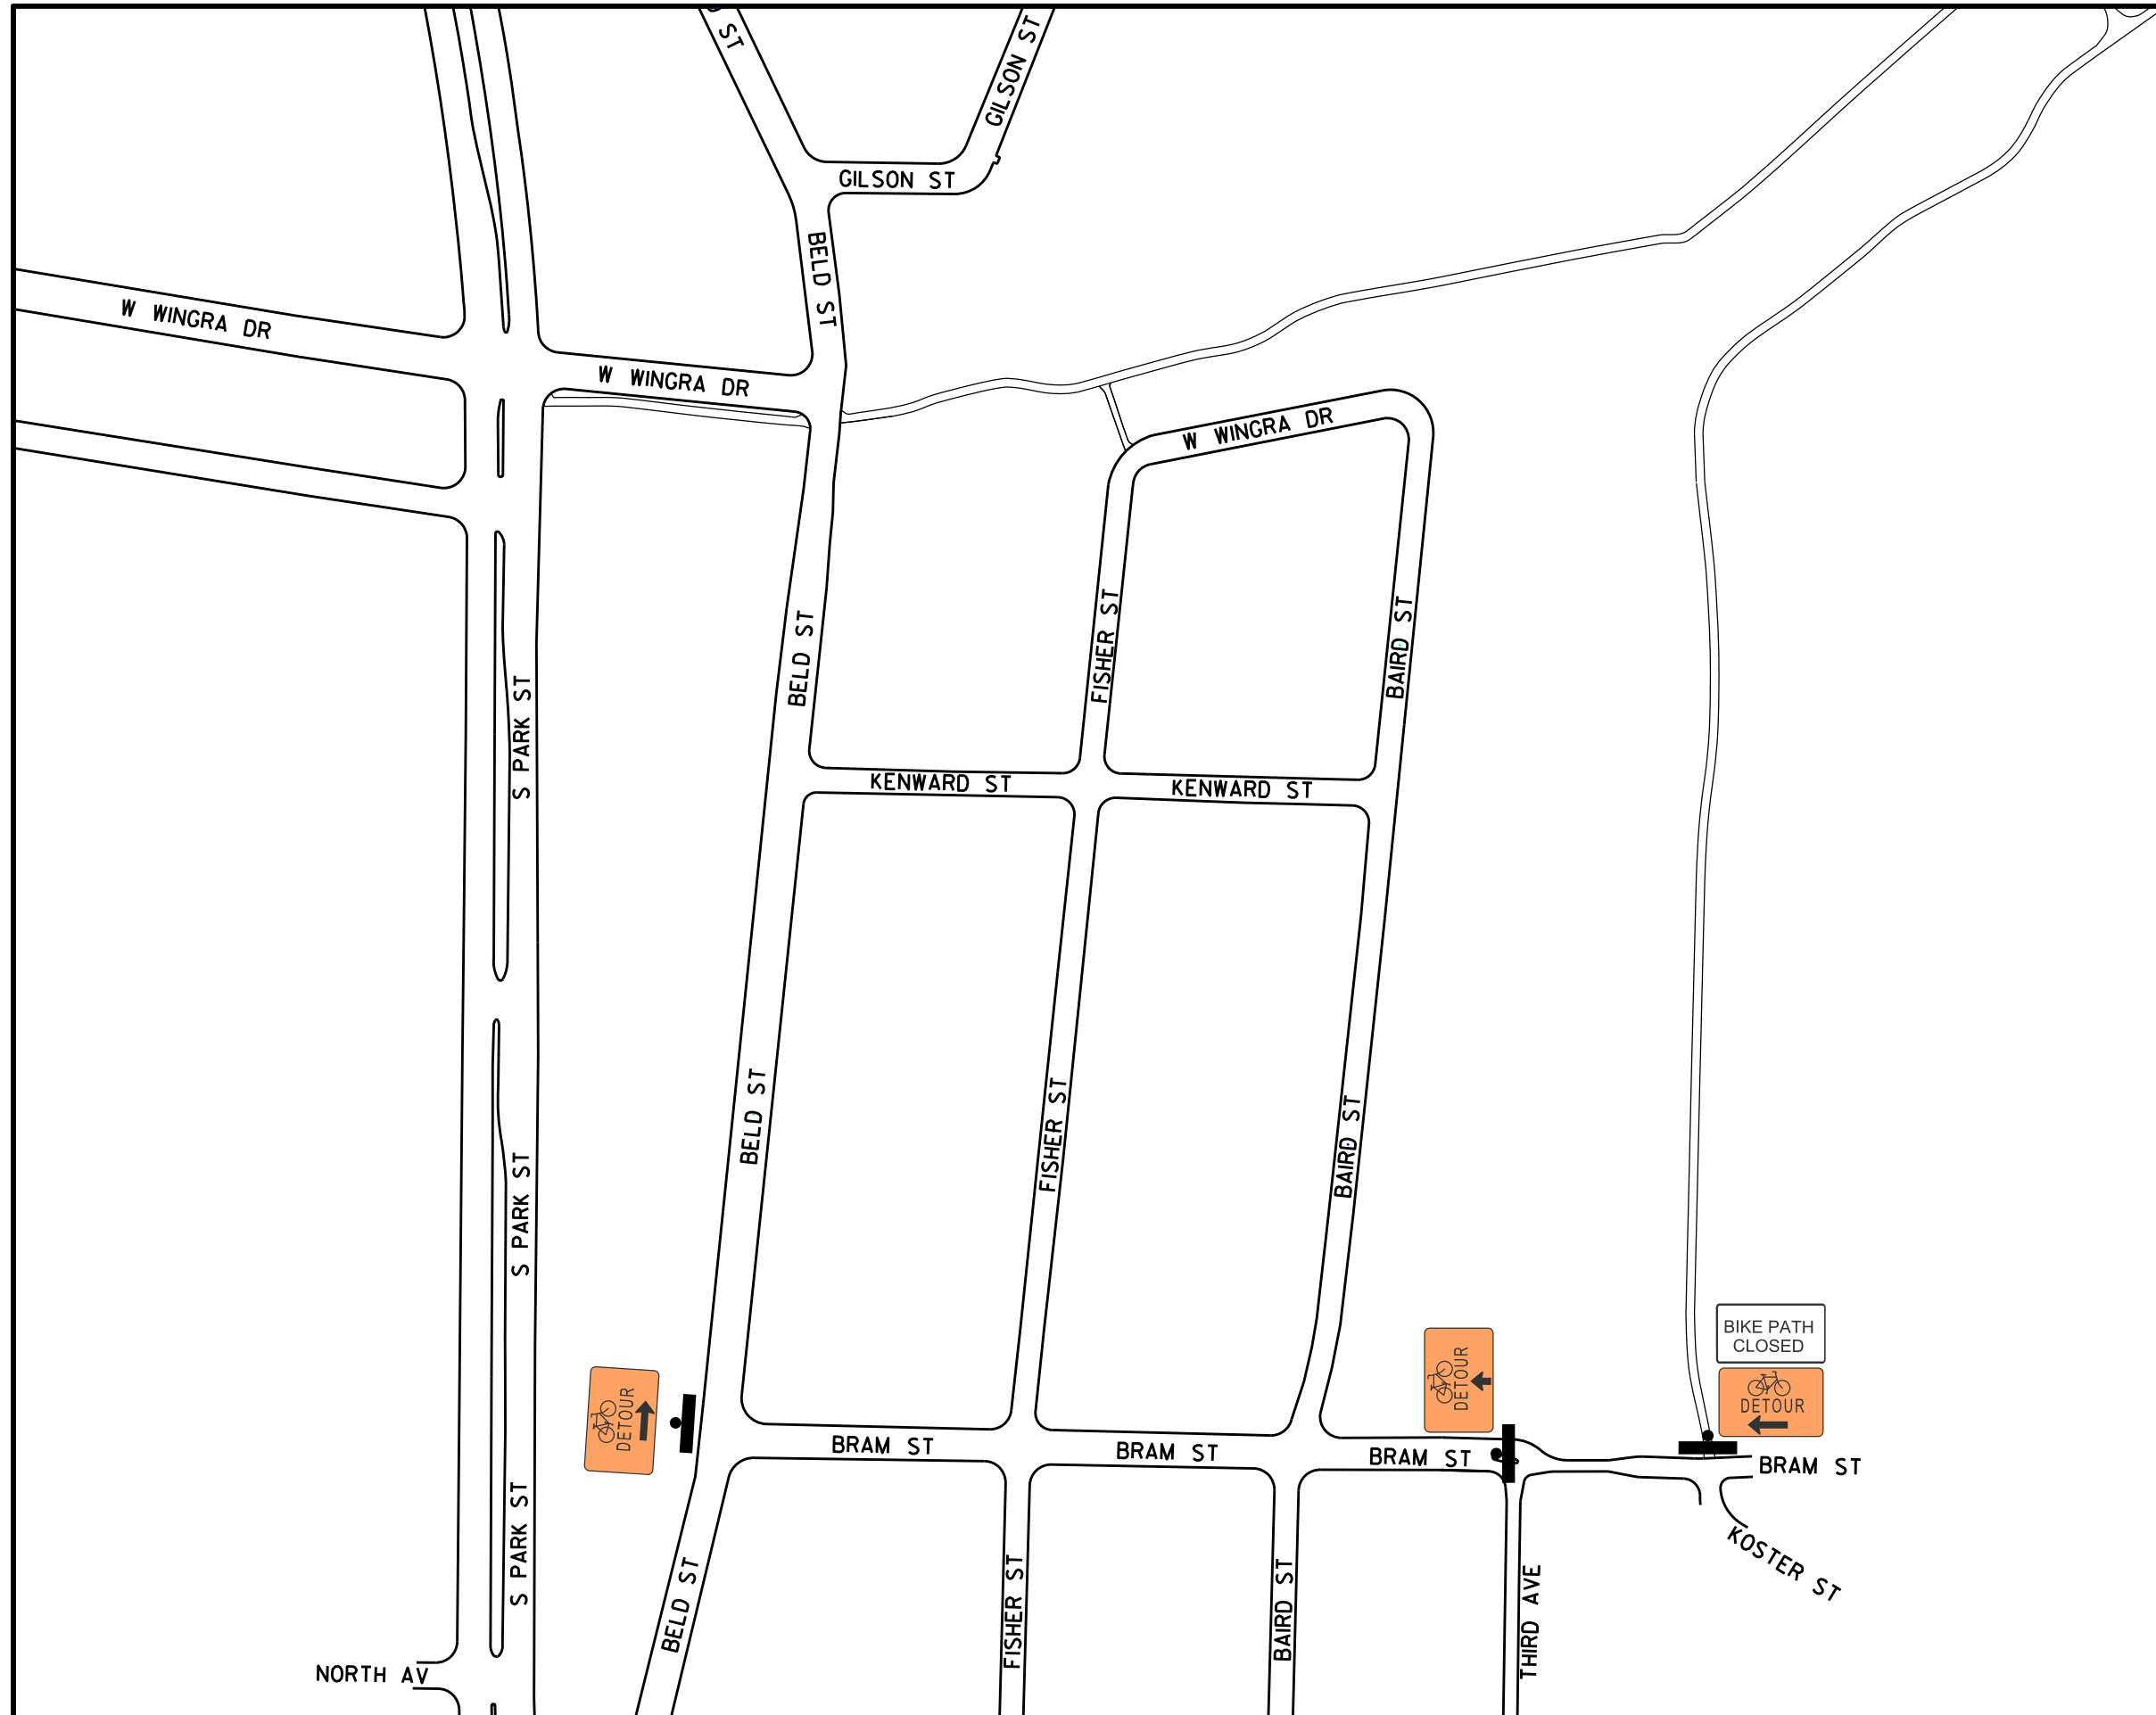 ST
GILSON ST
GILSON ST
BELD ST
W WINGRA DR
W WINGRA DR
W WINGRA DR
BELD ST
FISHER ST
BAIRD ST
S PARK ST
KENWARD ST
KENWARD ST
BELD ST
FISHER ST
BAIRD ST
S PARK ST
BIKE PATH
CLOSED
DETOUR
DETOUR
DETOUR
BRAM ST
BRAM ST
BRAM ST
BRAM ST
S PARK ST
KOSTER ST
BELD ST
FISHER ST
BAIRD ST
THIRD AVE
NORTH AV